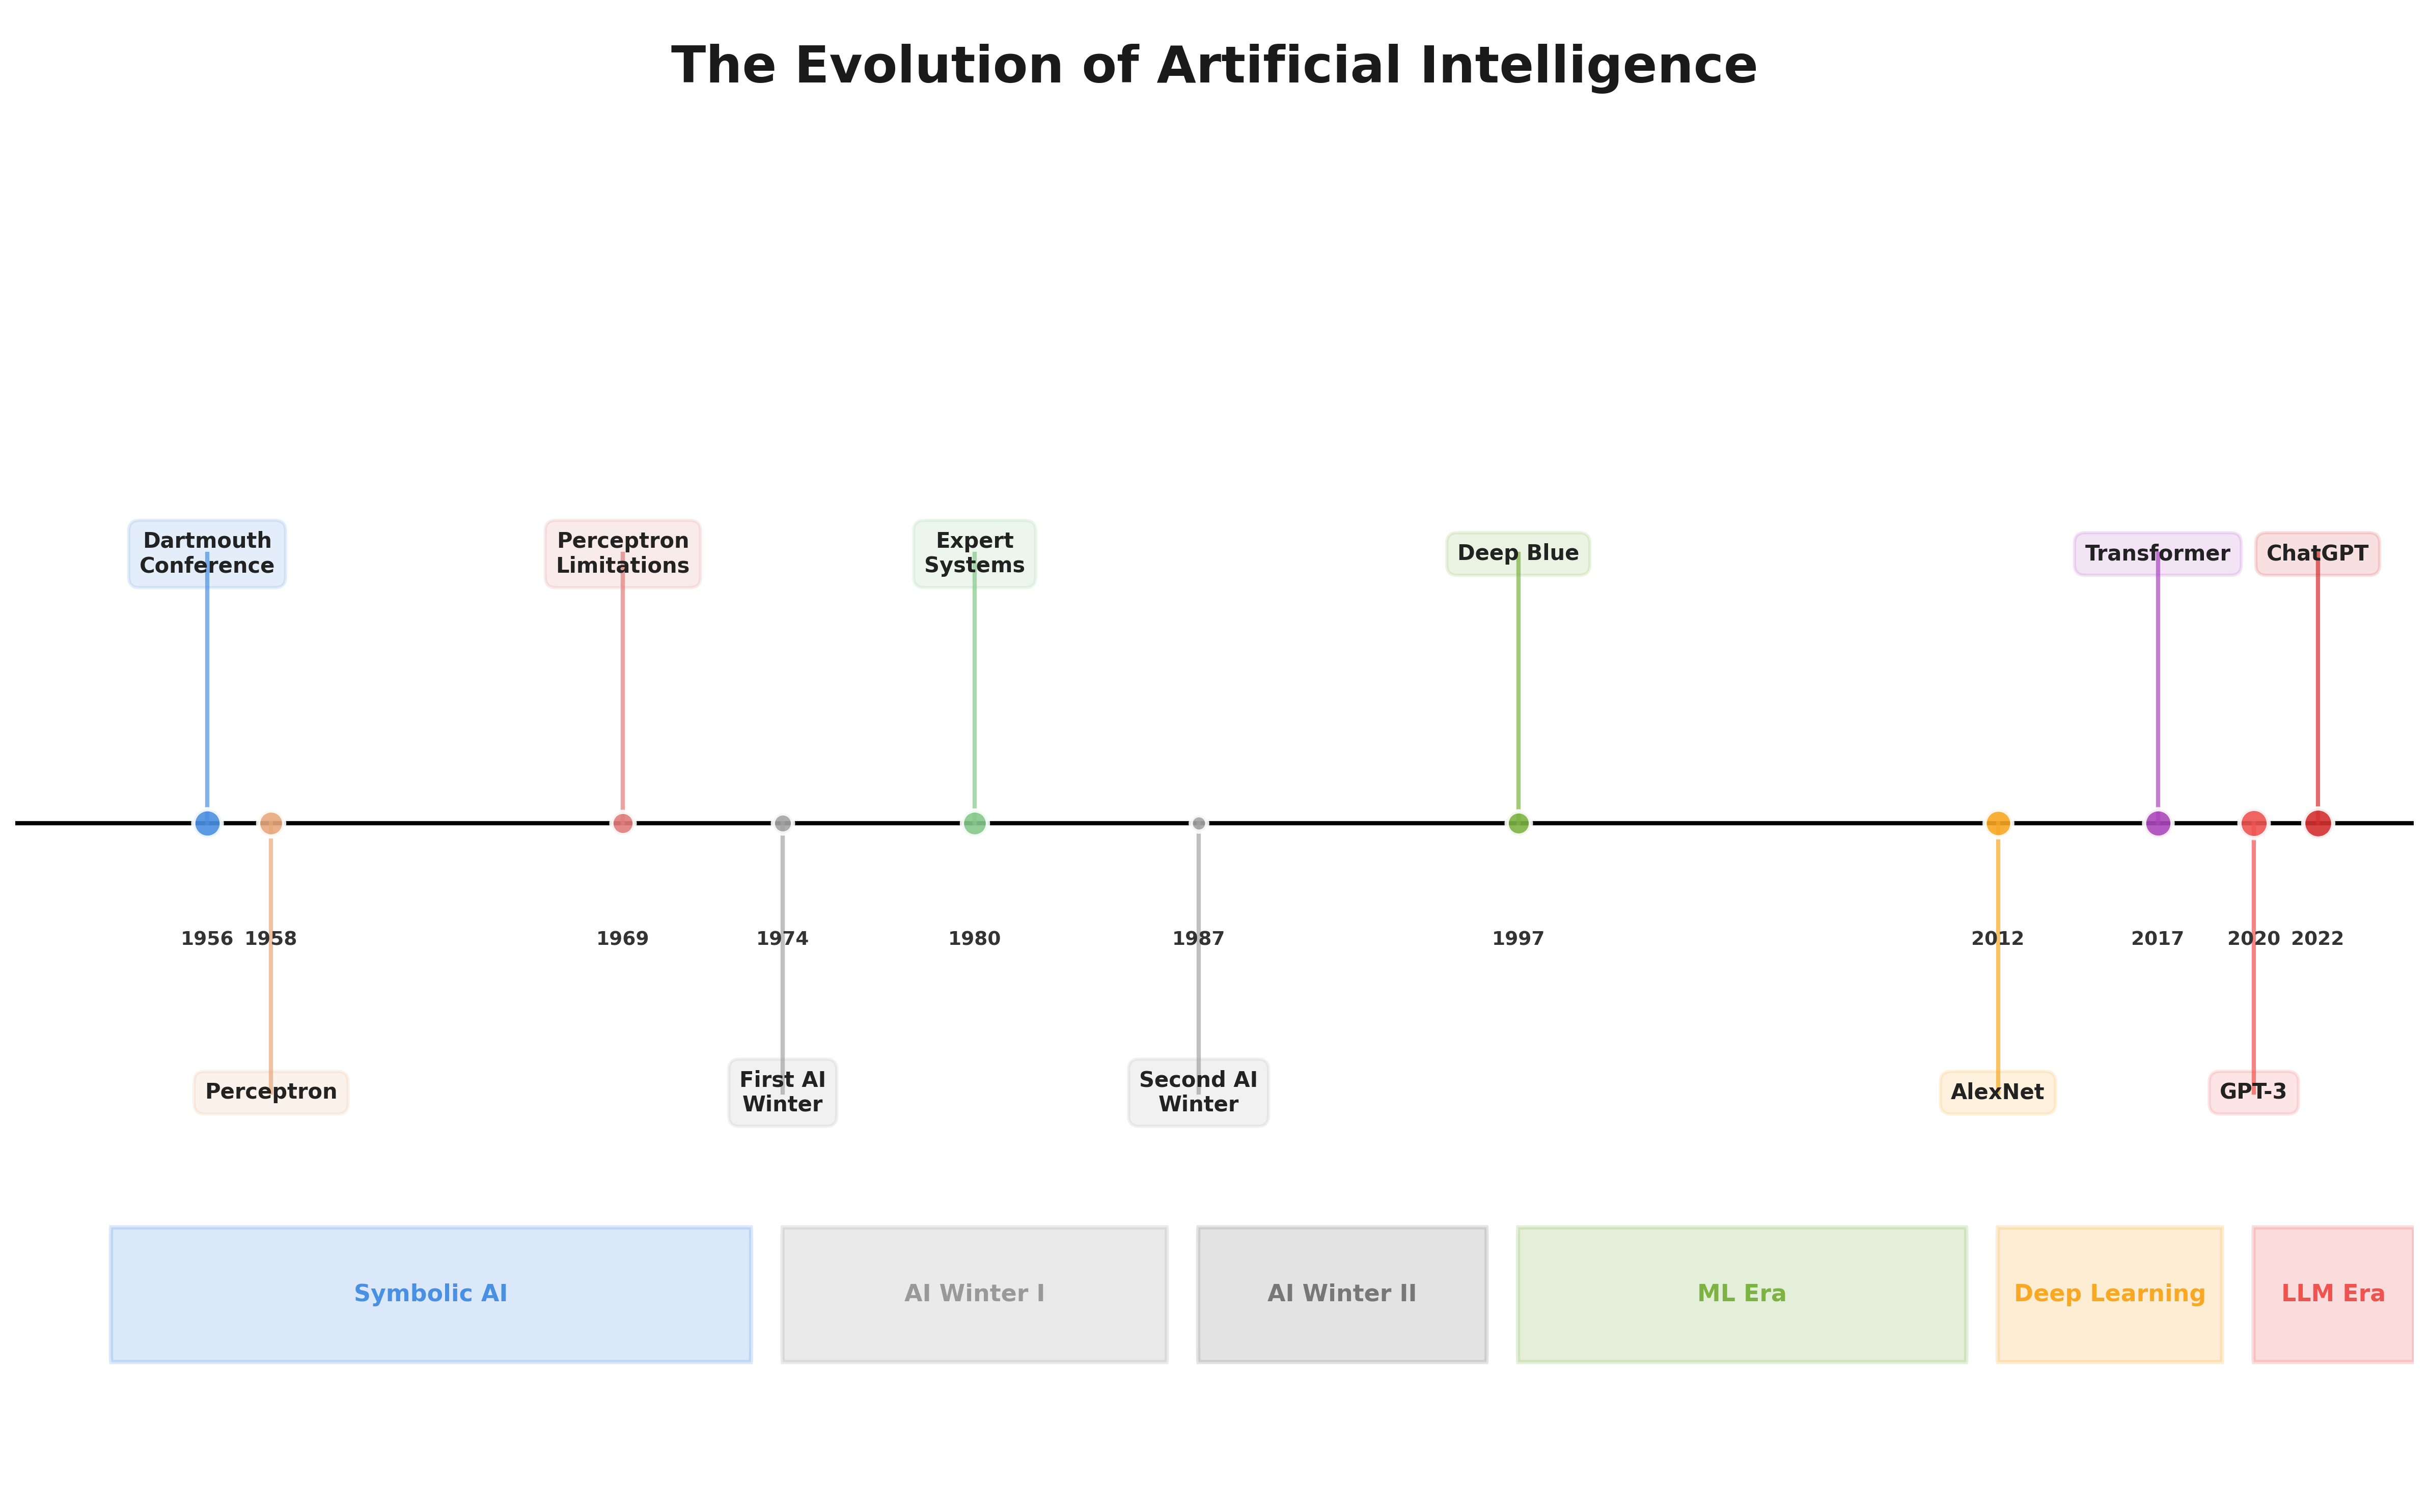 The Evolution of Artificial Intelligence
Dartmouth
Conference
Perceptron
Limitations
Expert
Systems
Deep Blue
Transformer
ChatGPT
1956
1958
1969
1974
1980
1987
1997
2012
2017
2020
2022
Perceptron
First AI
Winter
Second AI
Winter
AlexNet
GPT-3
Symbolic AI
AI Winter I
AI Winter II
ML Era
Deep Learning
LLM Era